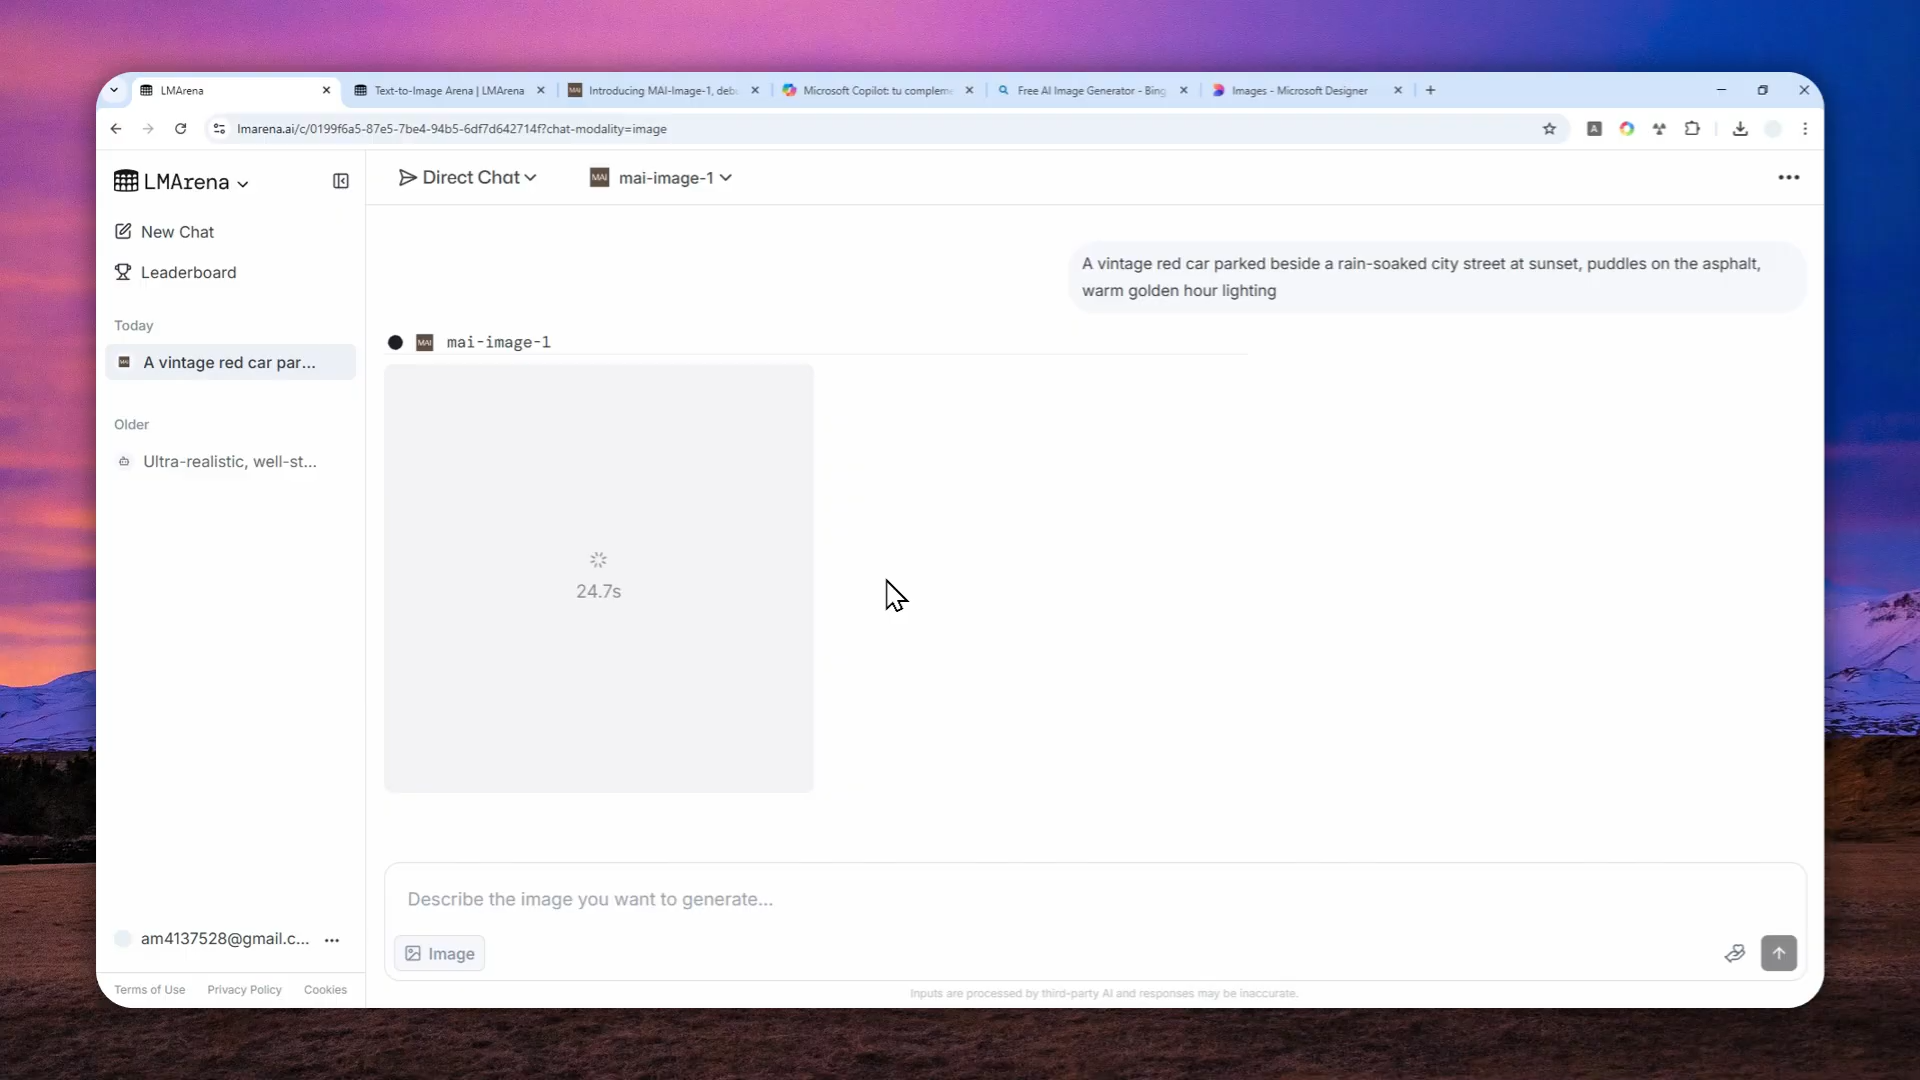 LMArena
Text-to-Image Arena | LMArena
Introducing MAI-Image-1, deb
Microsoft Copilot: tu compleme
Free AI Image Generator - Bing
Images - Microsoft Designer
lmarena.ai/c/0199f6a5-87e5-7be4-94b5-6df7d642714f?chat-modality=image
A
LMArena
Direct Chat
MAI
mai-image-1
New Chat
Leaderboard
A vintage red car parked beside a rain-soaked city street at sunset, puddles on the asphalt,
warm golden hour lighting
Today
MAI
mai-image-1
A vintage red car par...
Older
Ultra-realistic, well-st...
24.7s
Describe the image you want to generate...
am4137528@gmail.c...
Image
Terms of Use
Privacy Policy
Cookies
Inputs are processed by third-party AI and responses may be inaccurate.